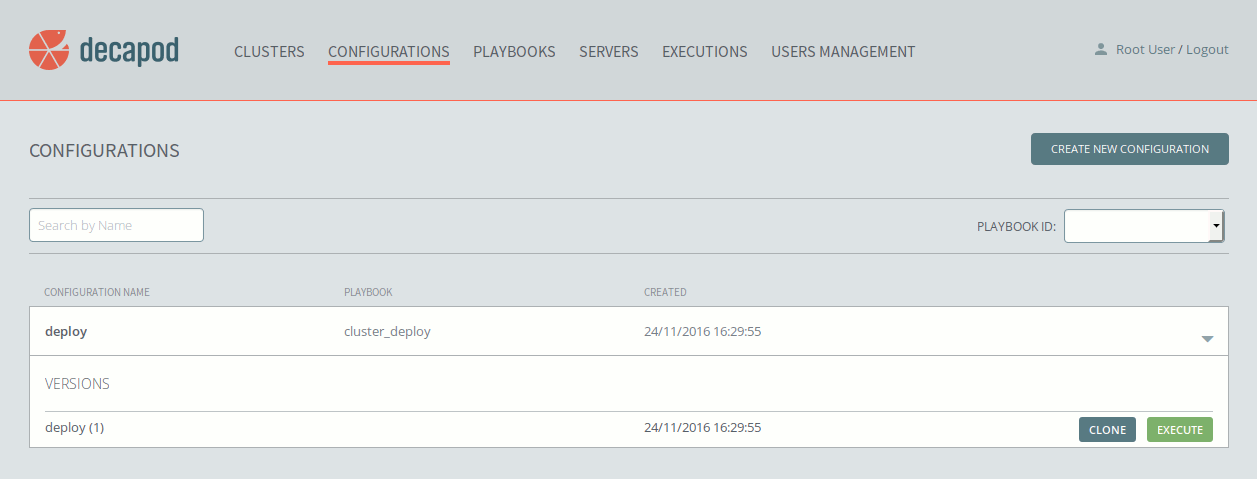 decapod CLUSTERS CONFIGURATIONS PLAYBOOKS SERVERS EXECUTIONS USERS MANAGEMENT Root User / Logout
CONFIGURATIONS CREATE NEW CONFIGURATION
Search by Name PLAYBOOK ID:
CONFIGURATION NAME PLAYBOOK CREATED
deploy cluster_deploy 24/11/2016 16:29:55
VERSIONS
deploy (1) 24/11/2016 16:29:55 CLONE EXECUTE